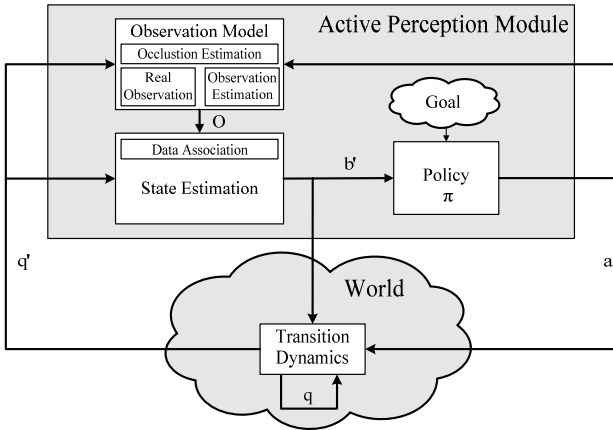 Active Perception Module
Observation Model
Occlusion Estimation
Real
Observation
Observation
Estimation
O
Data Association
State Estimation
b'
Goal
Policy
π
q'
a
World
Transition
Dynamics
q